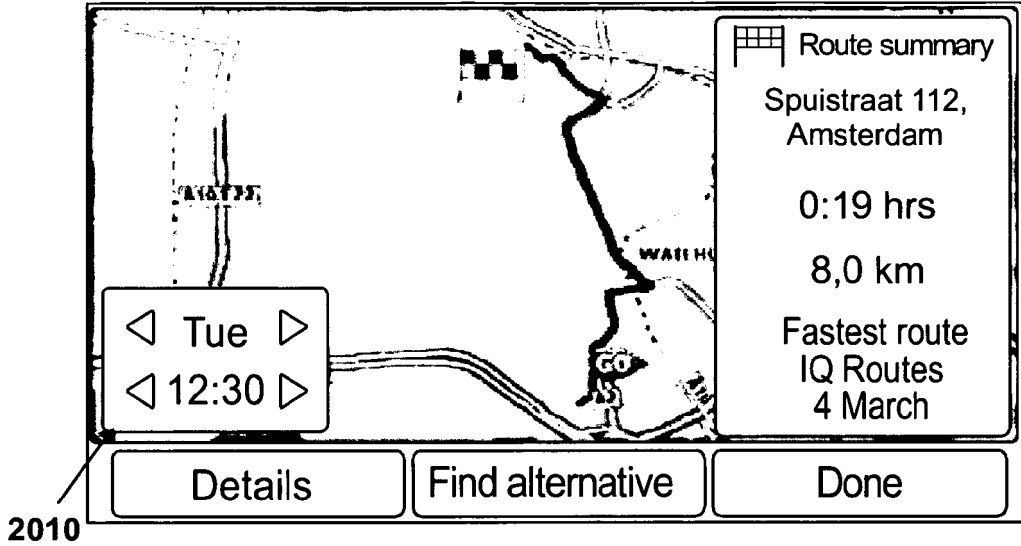 Route summary
Spuistraat 112,
Amsterdam
0:19 hrs
8,0 km
Fastest route
IQ Routes
4 March
GO
Tue
12:30
Details
Find alternative
Done
2010